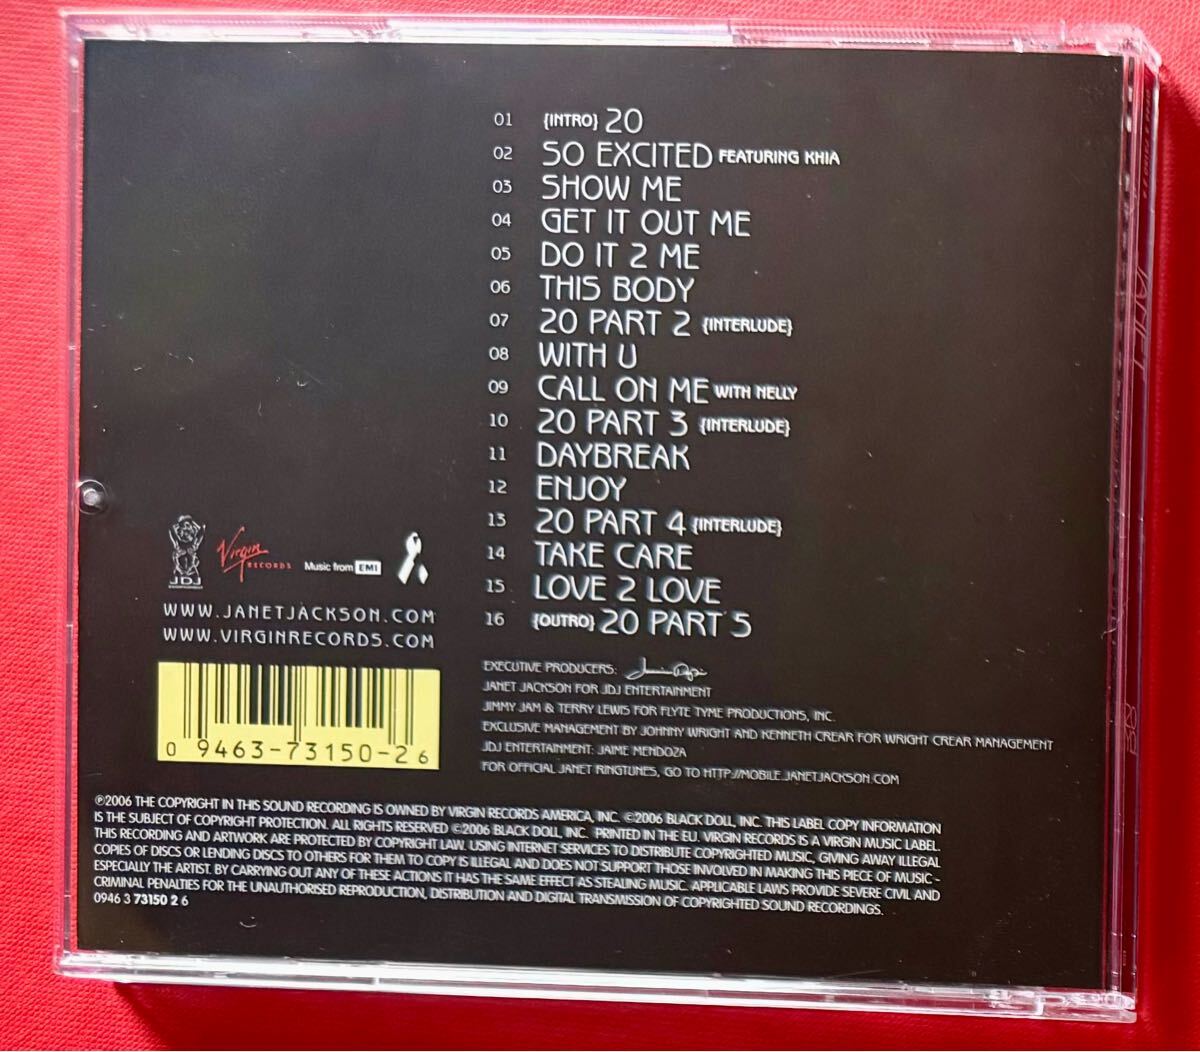 01 {INTRO} 20
02 SO EXCITED FEATURING KHIA
03 SHOW ME
04 GET IT OUT ME
05 DO IT 2 ME
06 THIS BODY
07 20 PART 2 {INTERLUDE}
08 WITH U
09 CALL ON ME WITH NELLY
10 20 PART 3 {INTERLUDE}
11 DAYBREAK
12 ENJOY
13 20 PART 4 {INTERLUDE}
14 TAKE CARE
15 LOVE 2 LOVE
16 {OUTRO} 20 PART 5
JDJ
ENTERTAINMENT
Virgin
RECORDS
Music from EMI
WWW.JANETJACKSON.COM
WWW.VIRGINRECORDS.COM
0 9463-73150-2 6
EXECUTIVE PRODUCERS:
JANET JACKSON FOR JDJ ENTERTAINMENT
JIMMY JAM & TERRY LEWIS FOR FLYTE TYME PRODUCTIONS, INC.
EXCLUSIVE MANAGEMENT BY JOHNNY WRIGHT AND KENNETH CREAR FOR WRIGHT CREAR MANAGEMENT
JDJ ENTERTAINMENT: JAIME MENDOZA
FOR OFFICIAL JANET RINGTUNES, GO TO HTTP://MOBILE.JANETJACKSON.COM
℗2006 THE COPYRIGHT IN THIS SOUND RECORDING IS OWNED BY VIRGIN RECORDS AMERICA, INC. ©2006 BLACK DOLL, INC. THIS LABEL COPY INFORMATION
IS THE SUBJECT OF COPYRIGHT PROTECTION. ALL RIGHTS RESERVED ©2006 BLACK DOLL, INC. PRINTED IN THE EU. VIRGIN RECORDS IS A VIRGIN MUSIC LABEL.
THIS RECORDING AND ARTWORK ARE PROTECTED BY COPYRIGHT LAW. USING INTERNET SERVICES TO DISTRIBUTE COPYRIGHTED MUSIC, GIVING AWAY ILLEGAL
COPIES OF DISCS OR LENDING DISCS TO OTHERS FOR THEM TO COPY IS ILLEGAL AND DOES NOT SUPPORT THOSE INVOLVED IN MAKING THIS PIECE OF MUSIC -
ESPECIALLY THE ARTIST. BY CARRYING OUT ANY OF THESE ACTIONS IT HAS THE SAME EFFECT AS STEALING MUSIC. APPLICABLE LAWS PROVIDE SEVERE CIVIL AND
CRIMINAL PENALTIES FOR THE UNAUTHORISED REPRODUCTION, DISTRIBUTION AND DIGITAL TRANSMISSION OF COPYRIGHTED SOUND RECORDINGS.
0946 3 73150 2 6